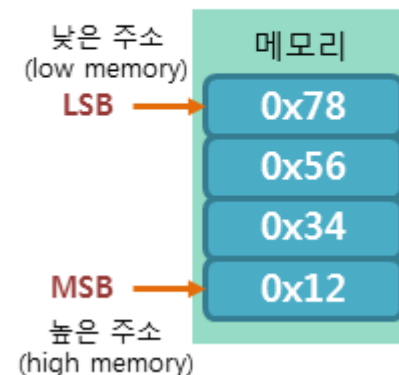 낮은 주소
(low memory)
LSB
메모리
0x78
0x56
0x34
MSB
0x12
높은 주소
(high memory)